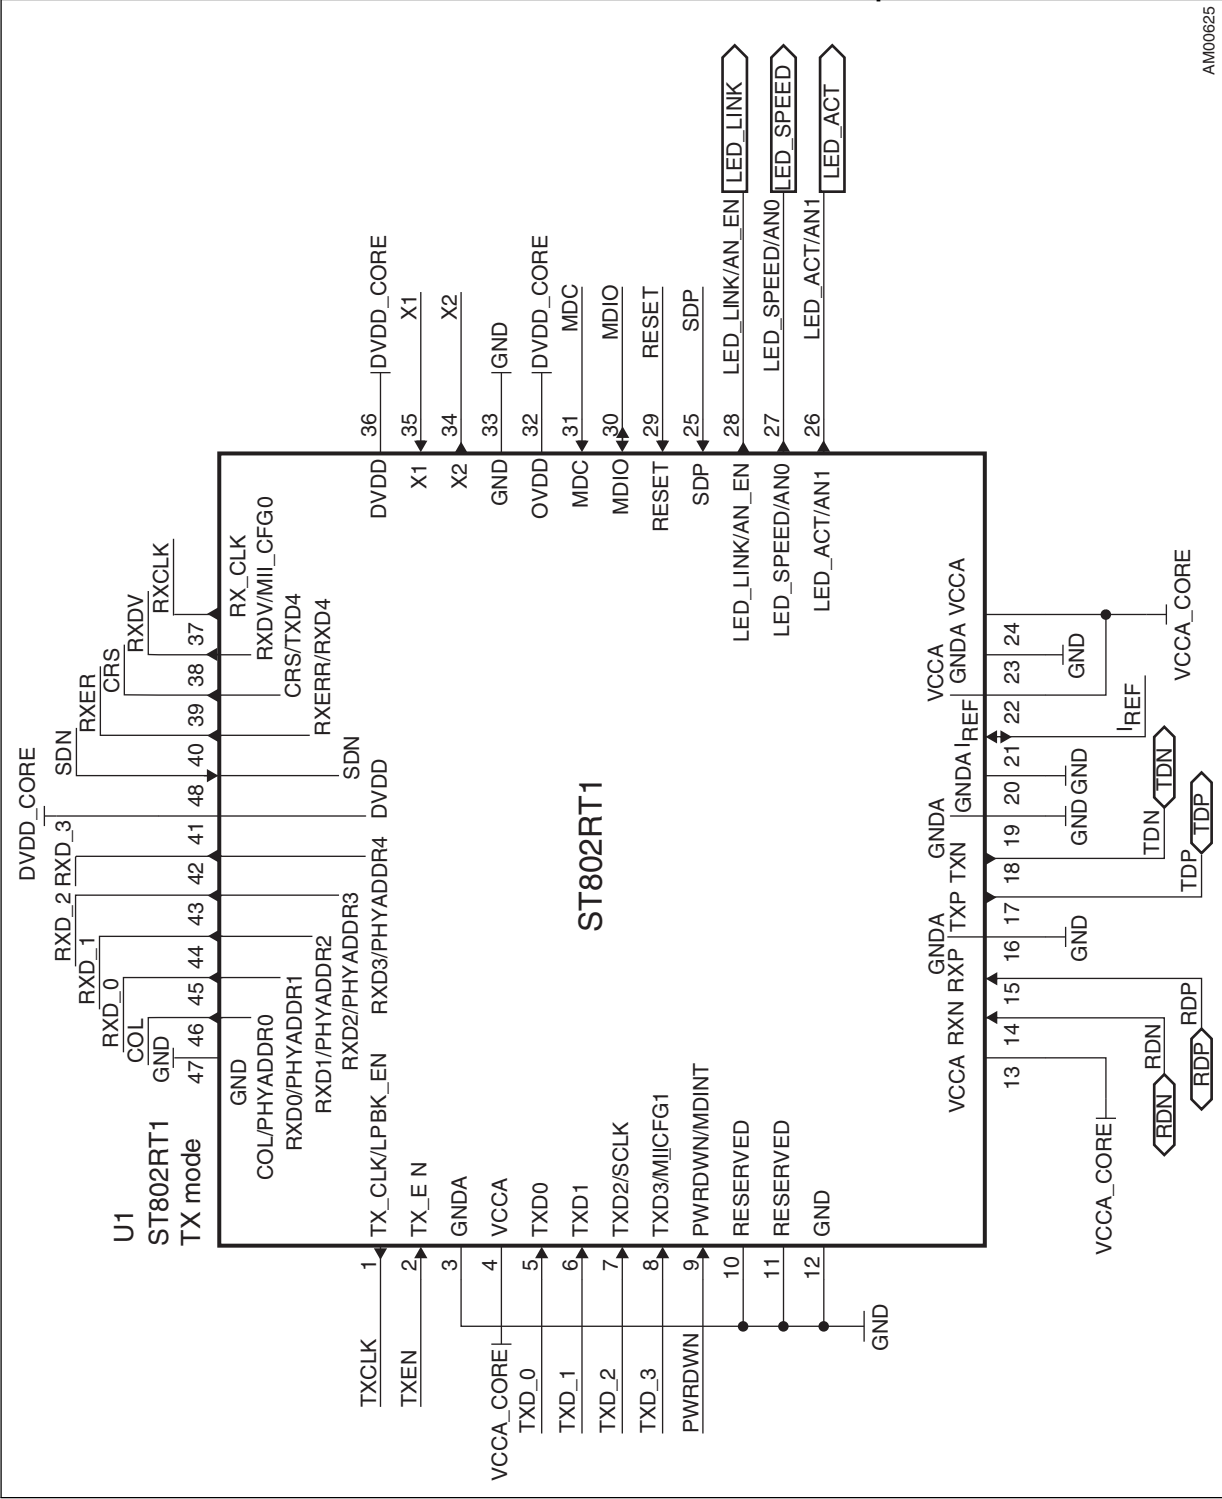 AM00625
U1
ST802RT1
TX mode
ST802RT1
TXCLK 1 TX_CLK/LPBK_EN
TXEN 2 TX_E N
3 GNDA
VCCA_CORE 4 VCCA
TXD_0 5 TXD0
TXD_1 6 TXD1
TXD_2 7 TXD2/SCLK
TXD_3 8 TXD3/MIICFG1
PWRDWN 9 PWRDWN/MDINT
10 RESERVED
11 RESERVED
12 GND
GND
GND 47 GND
COL 46 COL/PHYADDR0
RXD_0 45 RXD0/PHYADDR1
RXD_1 44 RXD1/PHYADDR2
RXD_2 43 RXD2/PHYADDR3
RXD_3 42 RXD3/PHYADDR4
DVDD_CORE 41 DVDD
SDN 48 SDN
RXER 40 RXERR/RXD4
CRS 39 CRS/TXD4
RXDV 38 RXDV/MII_CFG0
RXCLK 37 RX_CLK
DVDD 36 DVDD_CORE
X1 35 X1
X2 34 X2
GND 33 GND
OVDD 32 DVDD_CORE
MDC 31 MDC
MDIO 30 MDIO
RESET 29 RESET
SDP 25 SDP
LED_LINK/AN_EN 28 LED_LINK/AN_EN LED_LINK
LED_SPEED/AN0 27 LED_SPEED/AN0 LED_SPEED
LED_ACT/AN1 26 LED_ACT/AN1 LED_ACT
VCCA 13 VCCA_CORE
RXN 14 RDN RDN
RXP 15 RDP RDP
GNDA 16 GND
TXP 17 TDP TDP
TXN 18 TDN TDN
GNDA 19 GND
GNDA 20 GND
IREF 21 IREF
VCCA 22
GNDA 23 GND
VCCA 24 VCCA_CORE